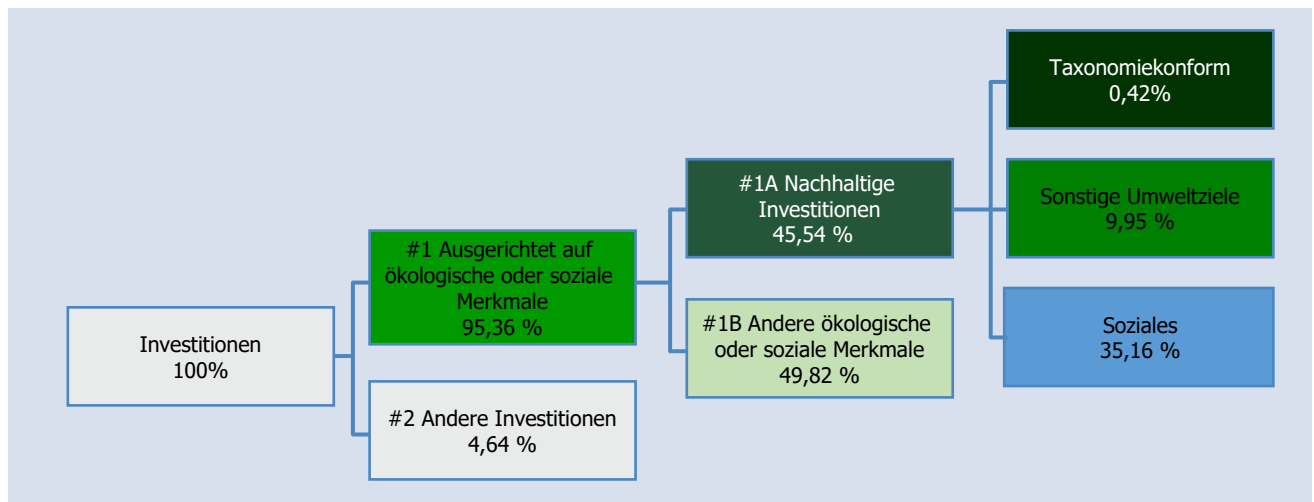 Investitionen
100%
#1 Ausgerichtet auf
ökologische oder soziale
Merkmale
95,36 %
#2 Andere Investitionen
4,64 %
#1A Nachhaltige
Investitionen
45,54 %
#1B Andere ökologische
oder soziale Merkmale
49,82 %
Taxonomiekonform
0,42%
Sonstige Umweltziele
9,95 %
Soziales
35,16 %